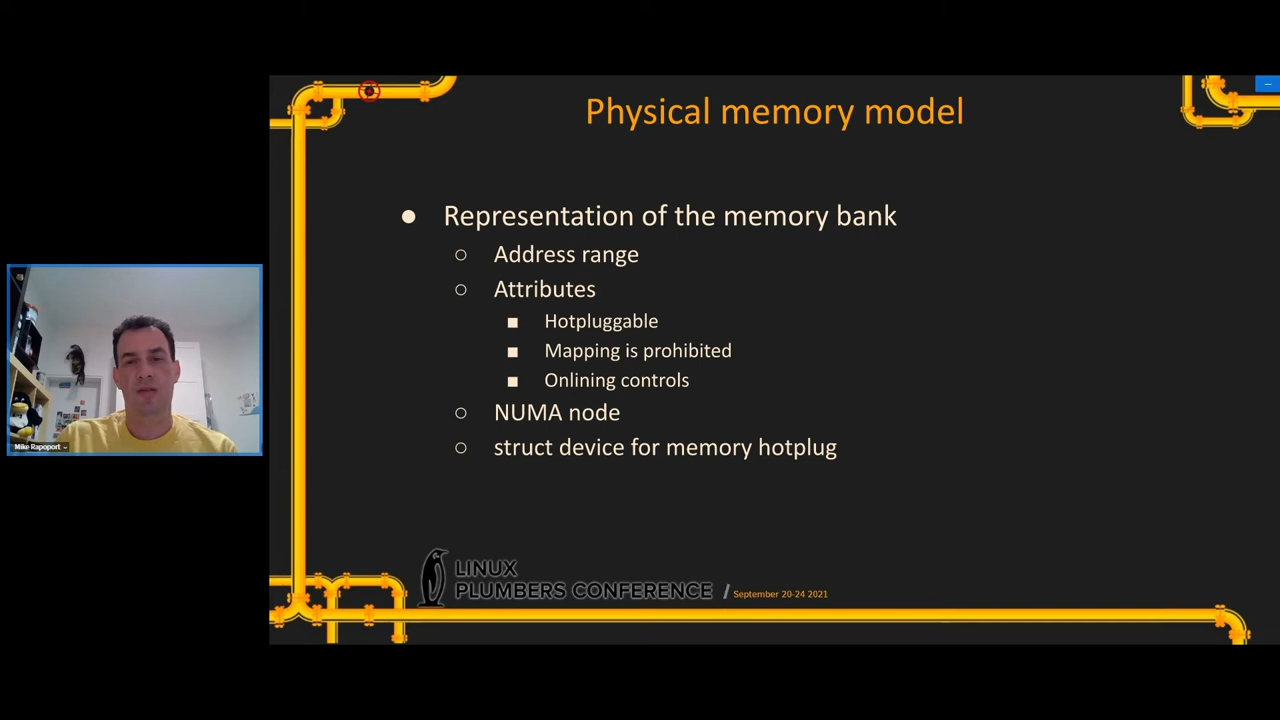 Physical memory model
● Representation of the memory bank
○ Address range
○ Attributes
■ Hotpluggable
■ Mapping is prohibited
■ Onlining controls
○ NUMA node
○ struct device for memory hotplug
Mike Rapoport
LINUX
PLUMBERS CONFERENCE / September 20-24 2021